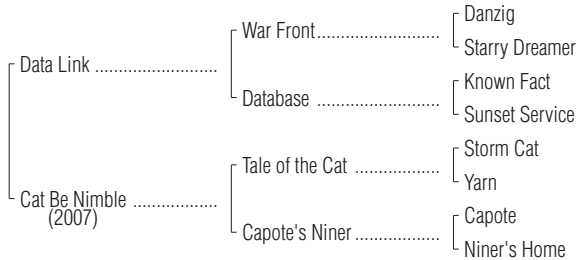 Danzig
War Front..............................
Starry Dreamer
Data Link ..........................
Known Fact
Database ..............................
Sunset Service
Storm Cat
Tale of the Cat .....................
Yarn
Cat Be Nimble ..................
(2007)
Capote
Capote's Niner .....................
Niner's Home